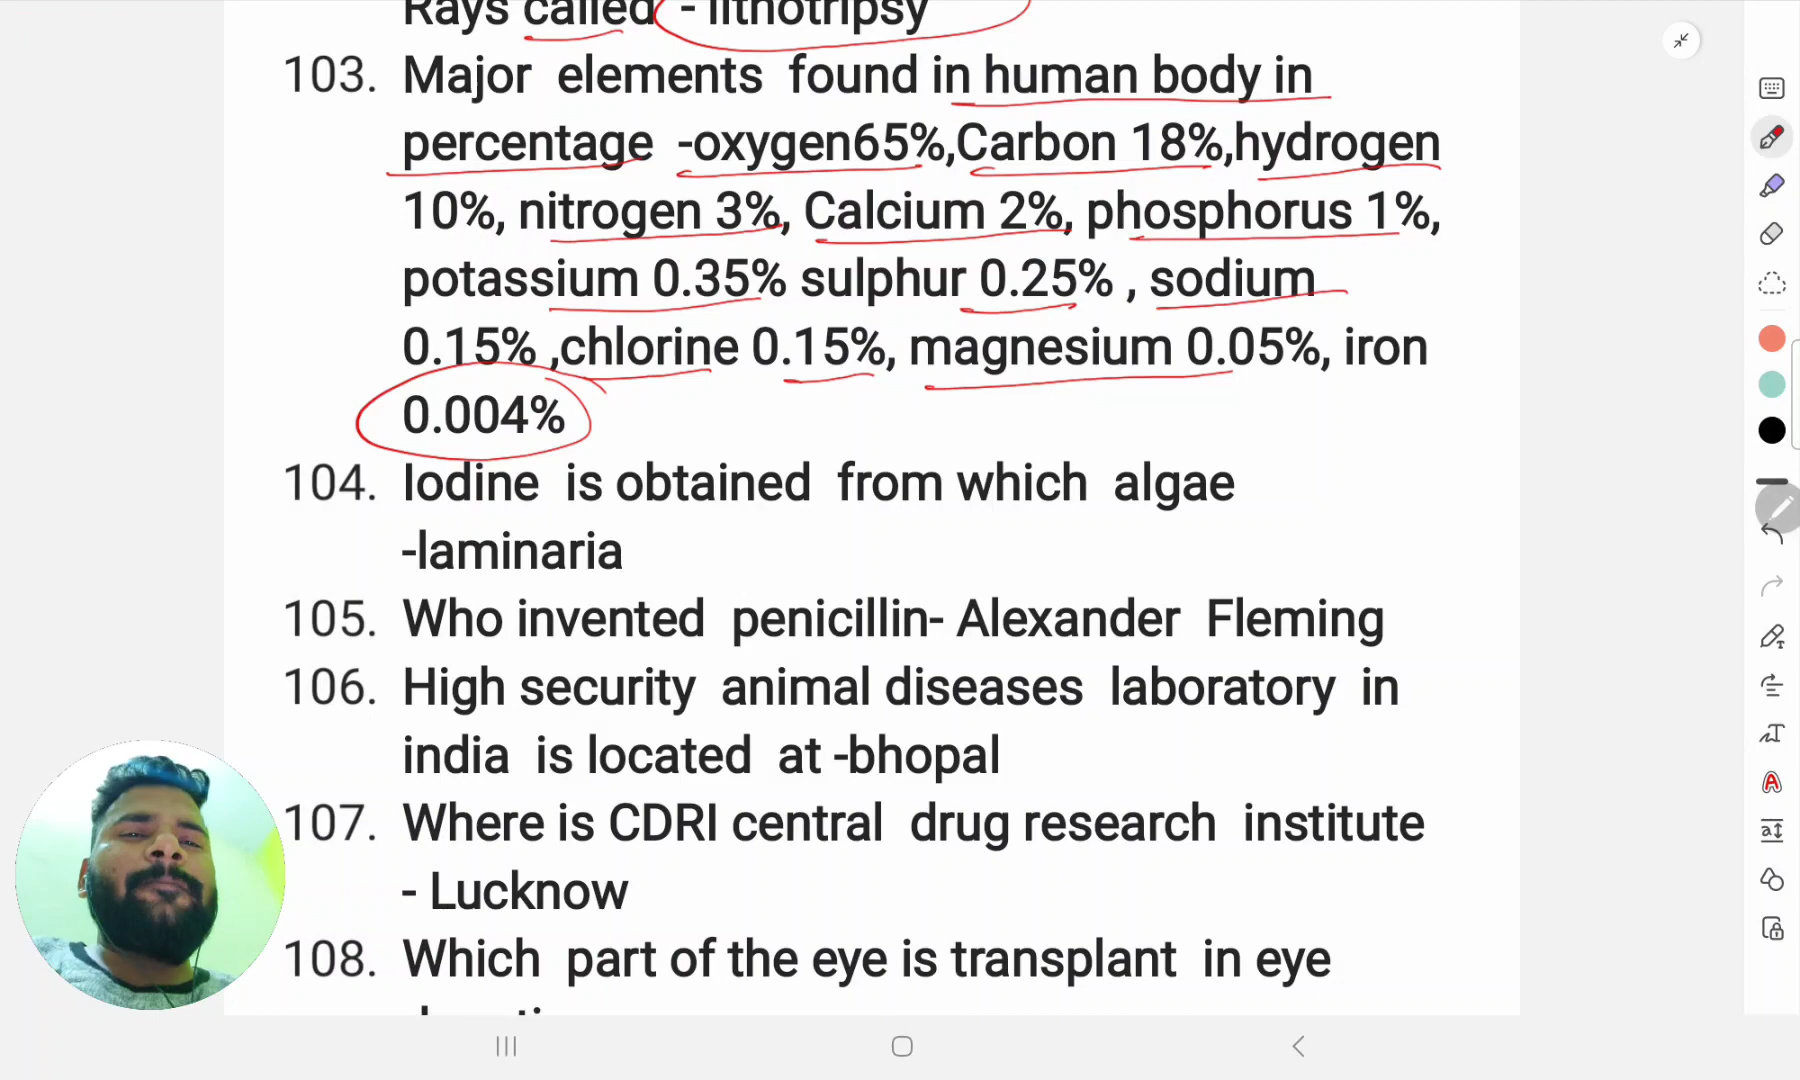 Rays called - lithotripsy
103. Major elements found in human body in
percentage -oxygen65%,Carbon 18%,hydrogen
10%, nitrogen 3%, Calcium 2%, phosphorus 1%,
potassium 0.35% sulphur 0.25% , sodium
0.15% ,chlorine 0.15%, magnesium 0.05%, iron
0.004%
104. Iodine is obtained from which algae
-laminaria
105. Who invented penicillin- Alexander Fleming
106. High security animal diseases laboratory in
india is located at -bhopal
107. Where is CDRI central drug research institute
- Lucknow
108. Which part of the eye is transplant in eye